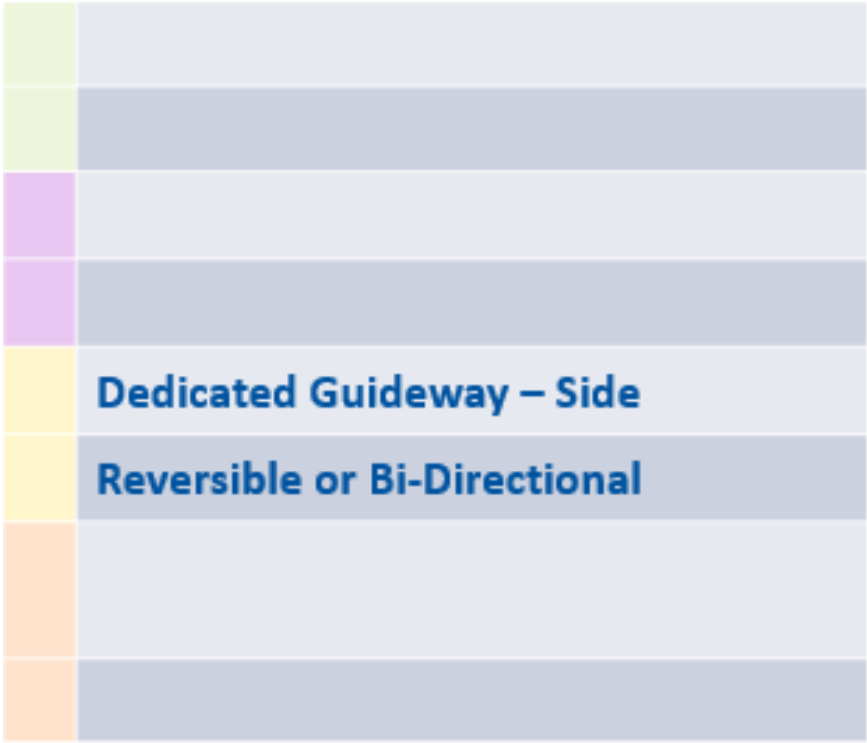 Dedicated Guideway – Side
Reversible or Bi-Directional